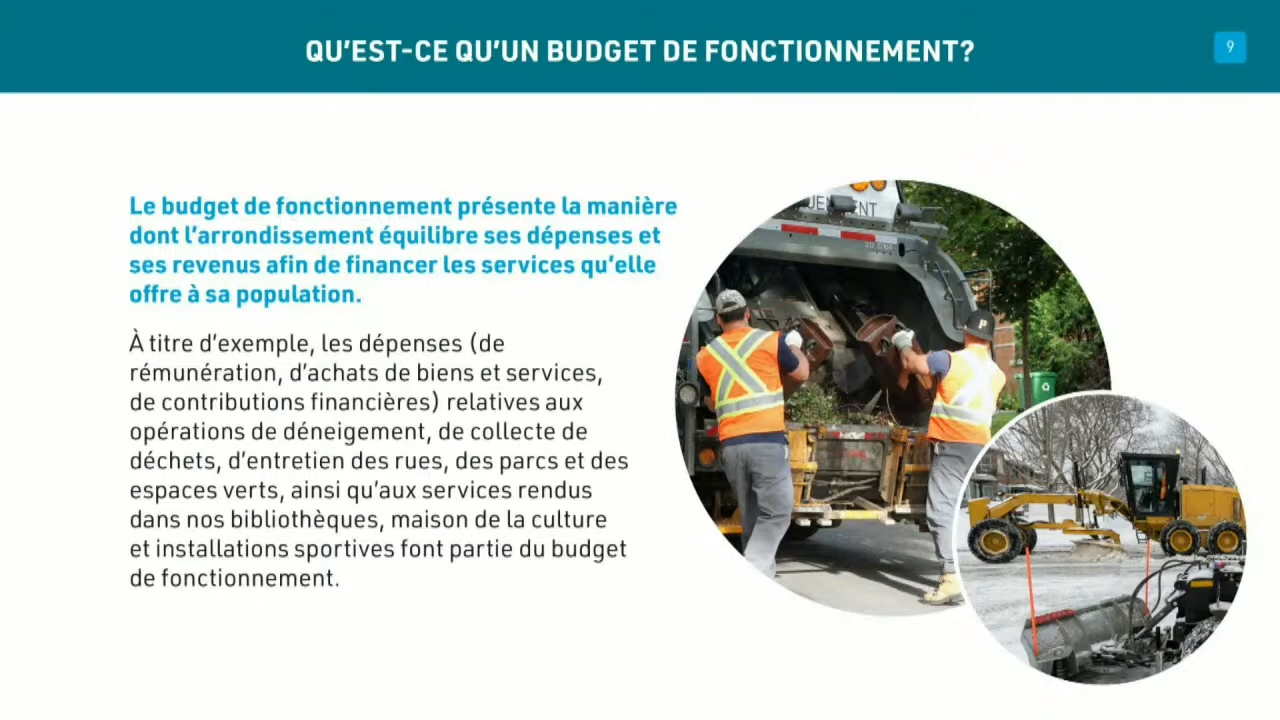 QU'EST-CE QU'UN BUDGET DE FONCTIONNEMENT?
9
Le budget de fonctionnement présente la manière
dont l'arrondissement équilibre ses dépenses et
ses revenus afin de financer les services qu'elle
offre à sa population.
À titre d'exemple, les dépenses (de
rémunération, d'achats de biens et services,
de contributions financières) relatives aux
opérations de déneigement, de collecte de
déchets, d'entretien des rues, des parcs et des
espaces verts, ainsi qu'aux services rendus
dans nos bibliothèques, maison de la culture
et installations sportives font partie du budget
de fonctionnement.
P